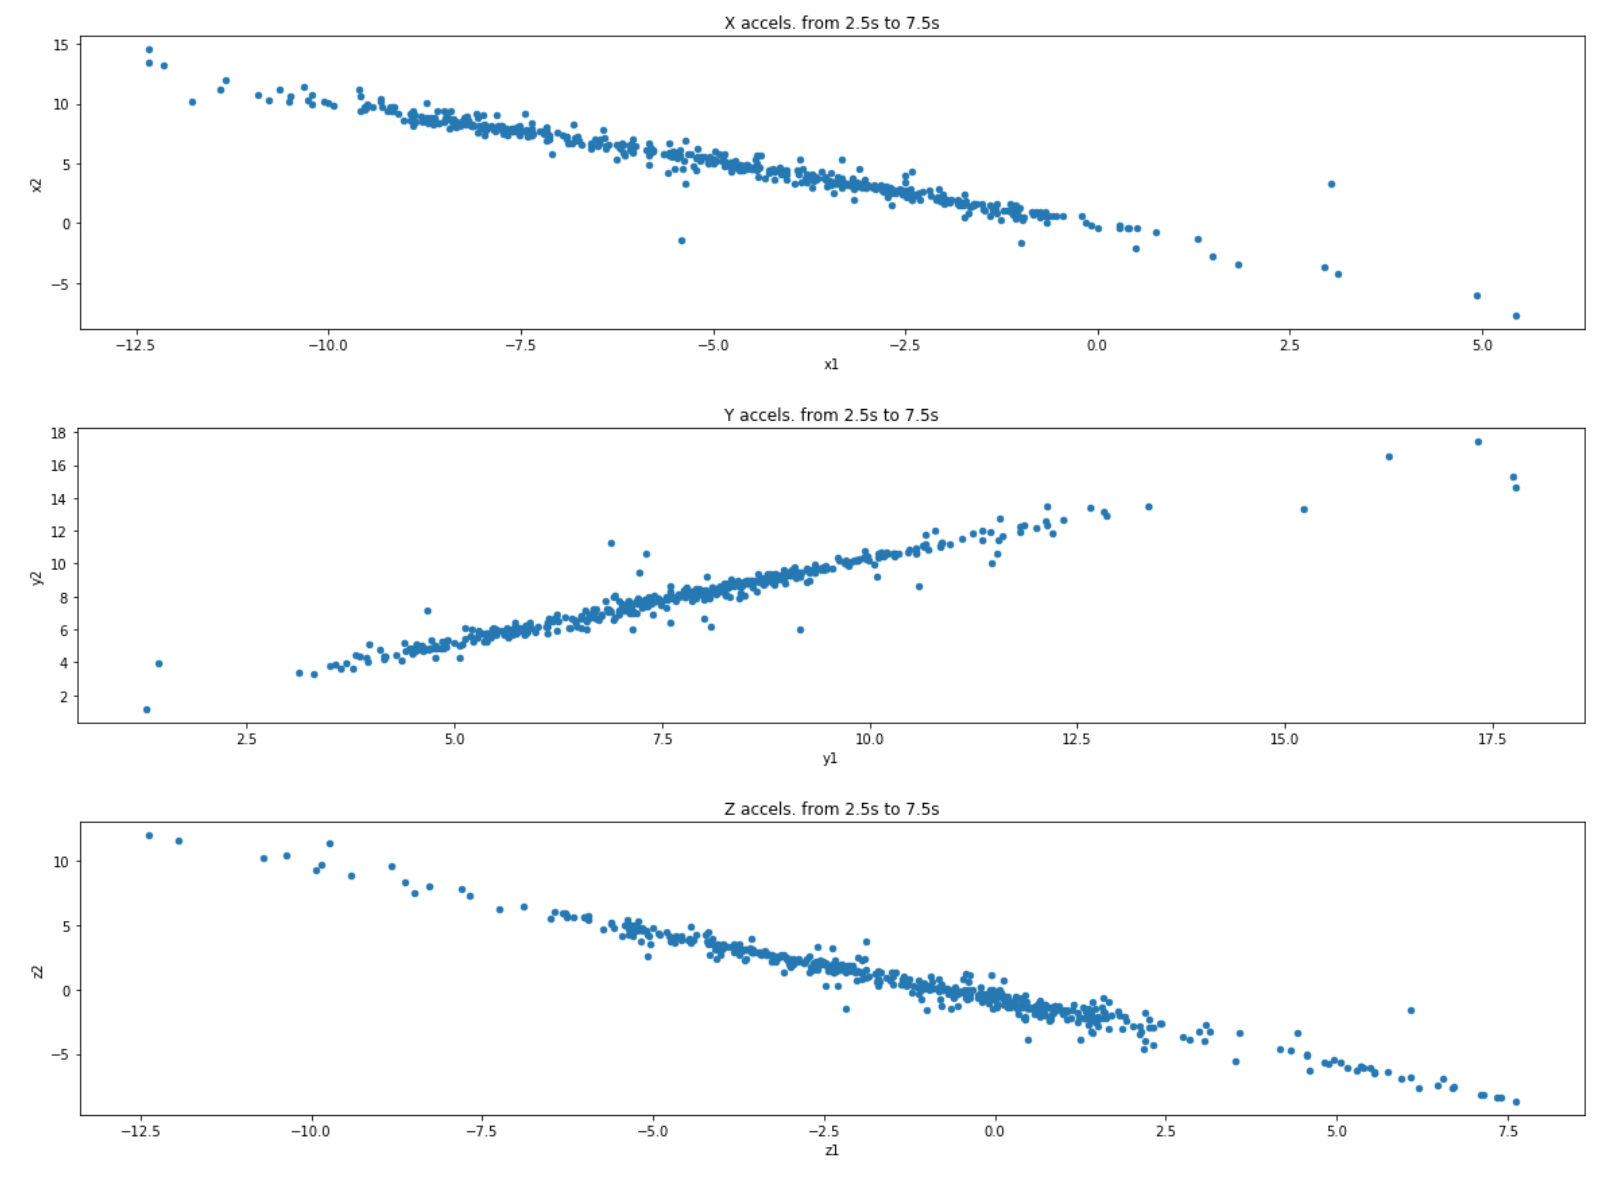 X accels. from 2.5s to 7.5s
15
10
5
0
−5
x2
−12.5 −10.0 −7.5 −5.0 −2.5 0.0 2.5 5.0
x1
Y accels. from 2.5s to 7.5s
18
16
14
12
10
8
6
4
2
y2
2.5 5.0 7.5 10.0 12.5 15.0 17.5
y1
Z accels. from 2.5s to 7.5s
10
5
0
−5
z2
−12.5 −10.0 −7.5 −5.0 −2.5 0.0 2.5 5.0 7.5
z1